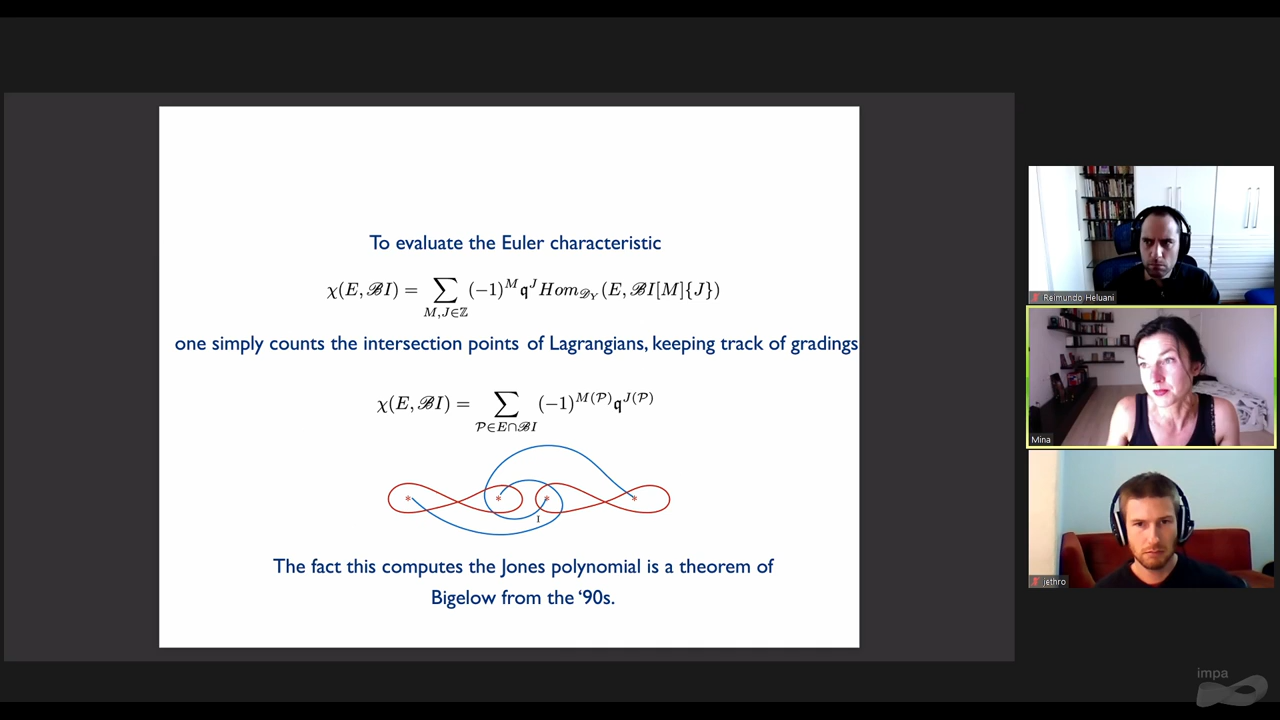 To evaluate the Euler characteristic
χ(E, ℬI) = ∑_{M,J∈ℤ} (−1)^M 𝔮^J Hom_{𝒟_Y}(E, ℬI[M]{J})
one simply counts the intersection points of Lagrangians, keeping track of gradings
χ(E, ℬI) = ∑_{𝒫∈E∩ℬI} (−1)^{M(𝒫)} 𝔮^{J(𝒫)}
* * * *
The fact this computes the Jones polynomial is a theorem of
Bigelow from the ‘90s.
Reimundo Heluani
Mina
jethro
impa